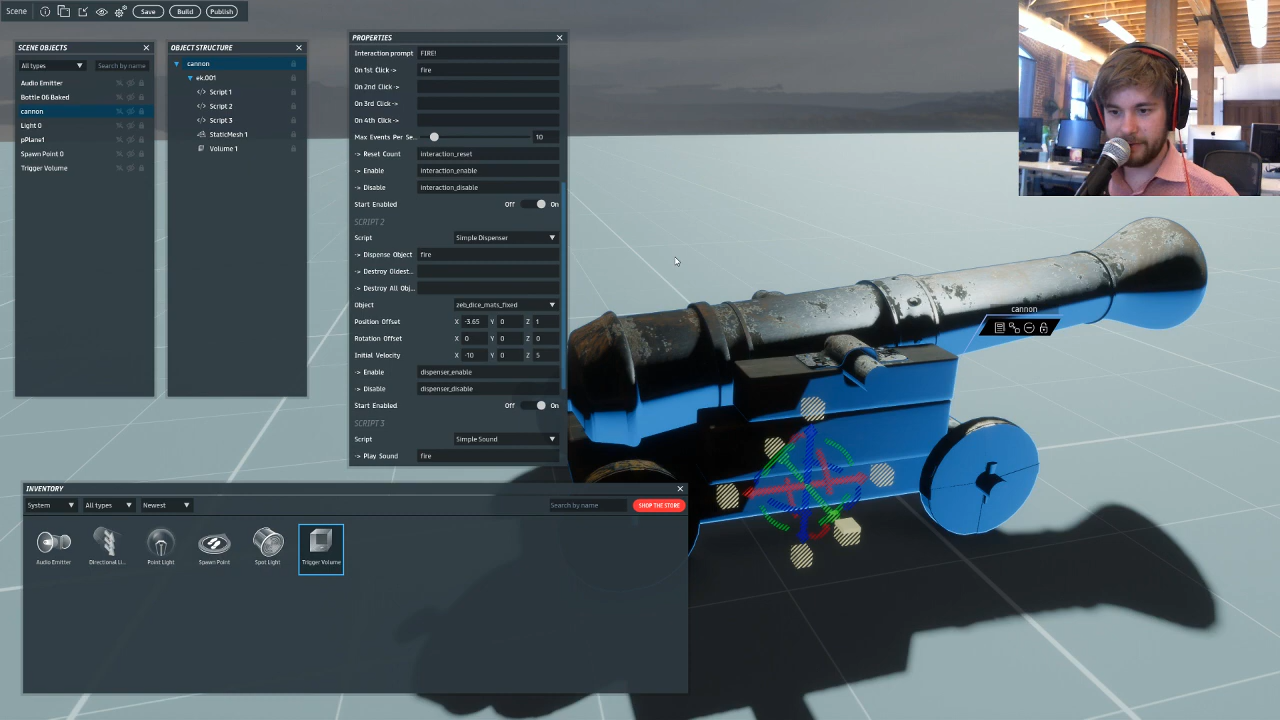 Scene Save Build Publish
SCENE OBJECTS
All types Search by name
Audio Emitter
Bottle 06 Baked
cannon
Light 0
pPlane1
Spawn Point 0
Trigger Volume
OBJECT STRUCTURE
cannon
ek.001
Script 1
Script 2
Script 3
StaticMesh 1
Volume 1
PROPERTIES
Interaction prompt FIRE!
On 1st Click -> fire
On 2nd Click ->
On 3rd Click ->
On 4th Click ->
Max Events Per Se... 10
-> Reset Count interaction_reset
-> Enable interaction_enable
-> Disable interaction_disable
Start Enabled Off On
SCRIPT 2
Script Simple Dispenser
-> Dispense Object fire
-> Destroy Oldest...
-> Destroy All Obj...
Object zeb_dice_mats_fixed
Position Offset X -3.65 Y 0 Z 1
Rotation Offset X 0 Y 0 Z 0
Initial Velocity X -10 Y 0 Z 5
-> Enable dispenser_enable
-> Disable dispenser_disable
Start Enabled Off On
SCRIPT 3
Script Simple Sound
-> Play Sound fire
cannon
INVENTORY
System All types Newest Search by name SHOP THE STORE
Audio Emitter Directional Li... Point Light Spawn Point Spot Light Trigger Volume